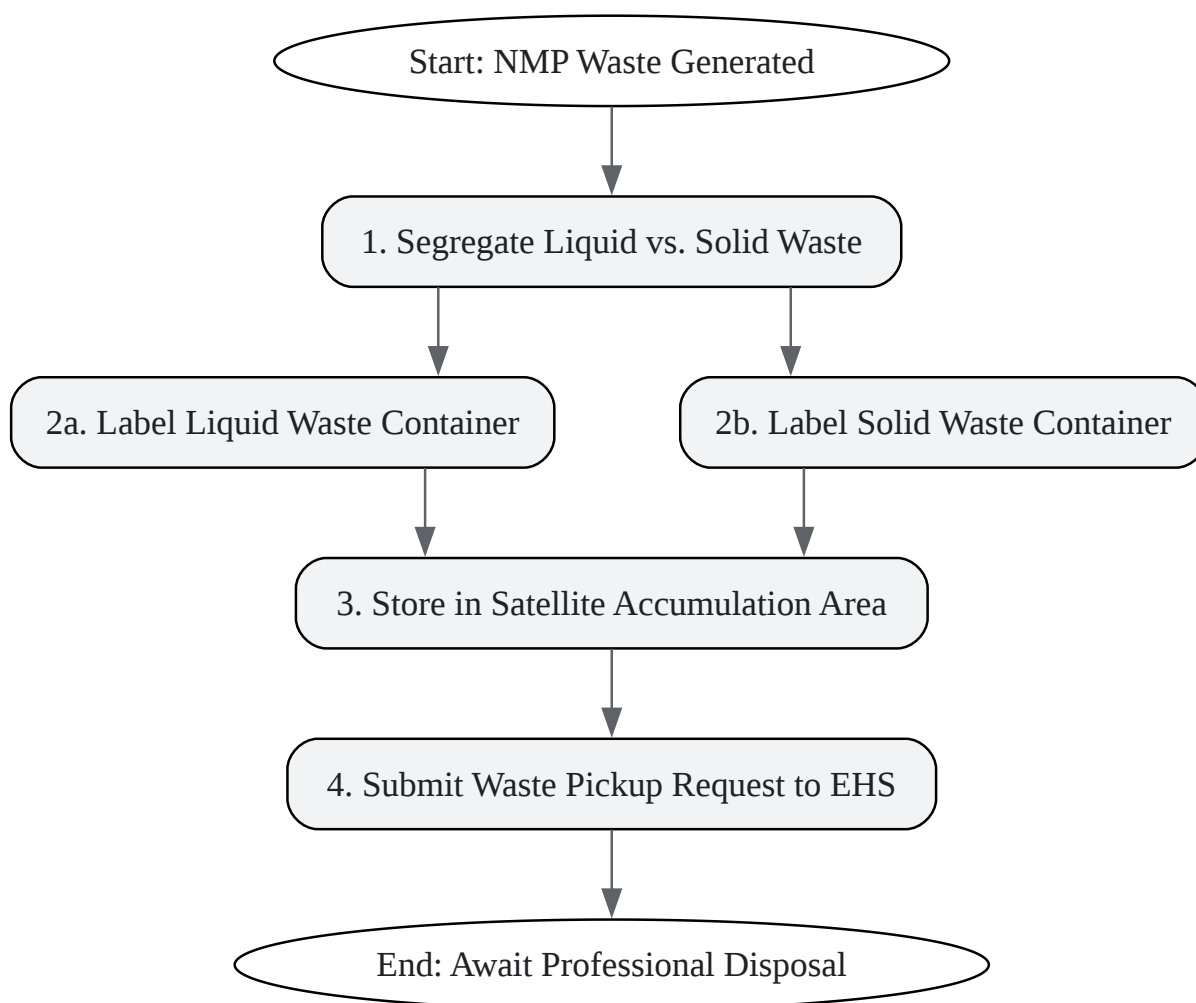 Start: NMP Waste Generated
1. Segregate Liquid vs. Solid Waste
2a. Label Liquid Waste Container
2b. Label Solid Waste Container
3. Store in Satellite Accumulation Area
4. Submit Waste Pickup Request to EHS
End: Await Professional Disposal